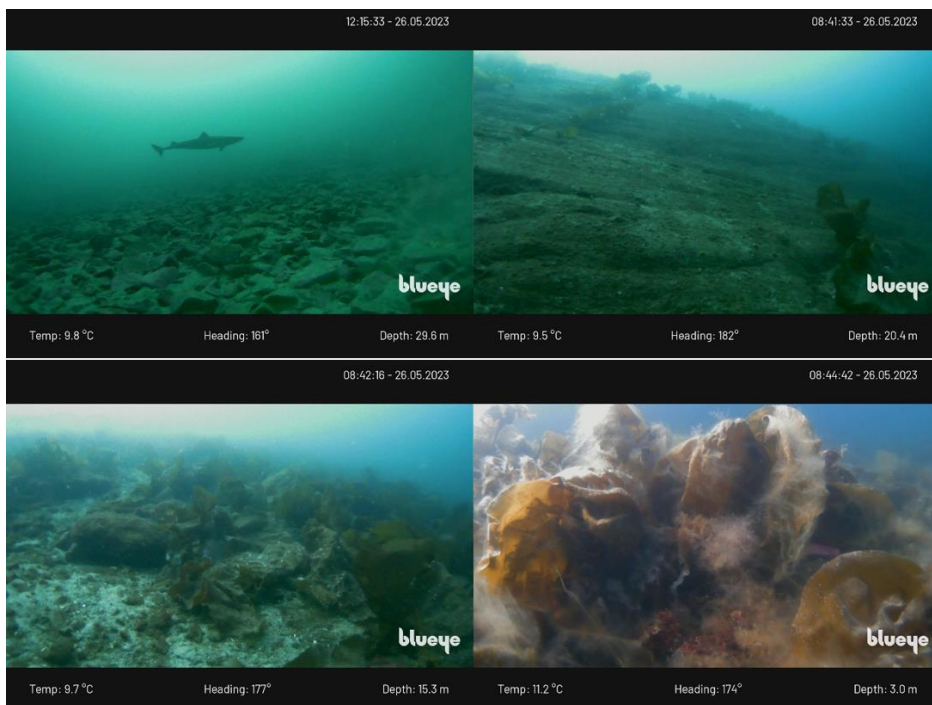 12:15:33 - 26.05.2023
08:41:33 - 26.05.2023
blueye
blueye
Temp: 9.8 °C
Heading: 161°
Depth: 29.6 m
Temp: 9.5 °C
Heading: 182°
Depth: 20.4 m
08:42:16 - 26.05.2023
08:44:42 - 26.05.2023
blueye
blueye
Temp: 9.7 °C
Heading: 177°
Depth: 15.3 m
Temp: 11.2 °C
Heading: 174°
Depth: 3.0 m